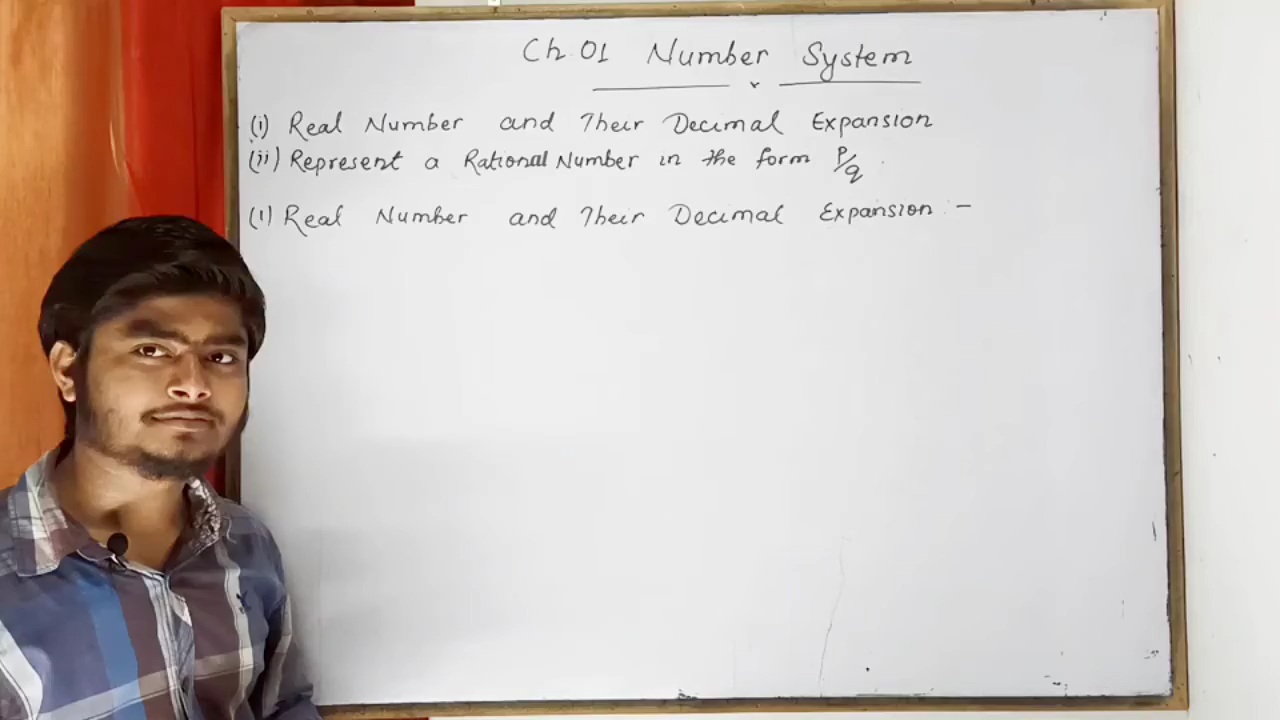 Ch. 01 Number System
(i) Real Number and Their Decimal Expansion
(ii) Represent a Rational Number in the form P/q
(1) Real Number and Their Decimal Expansion :-